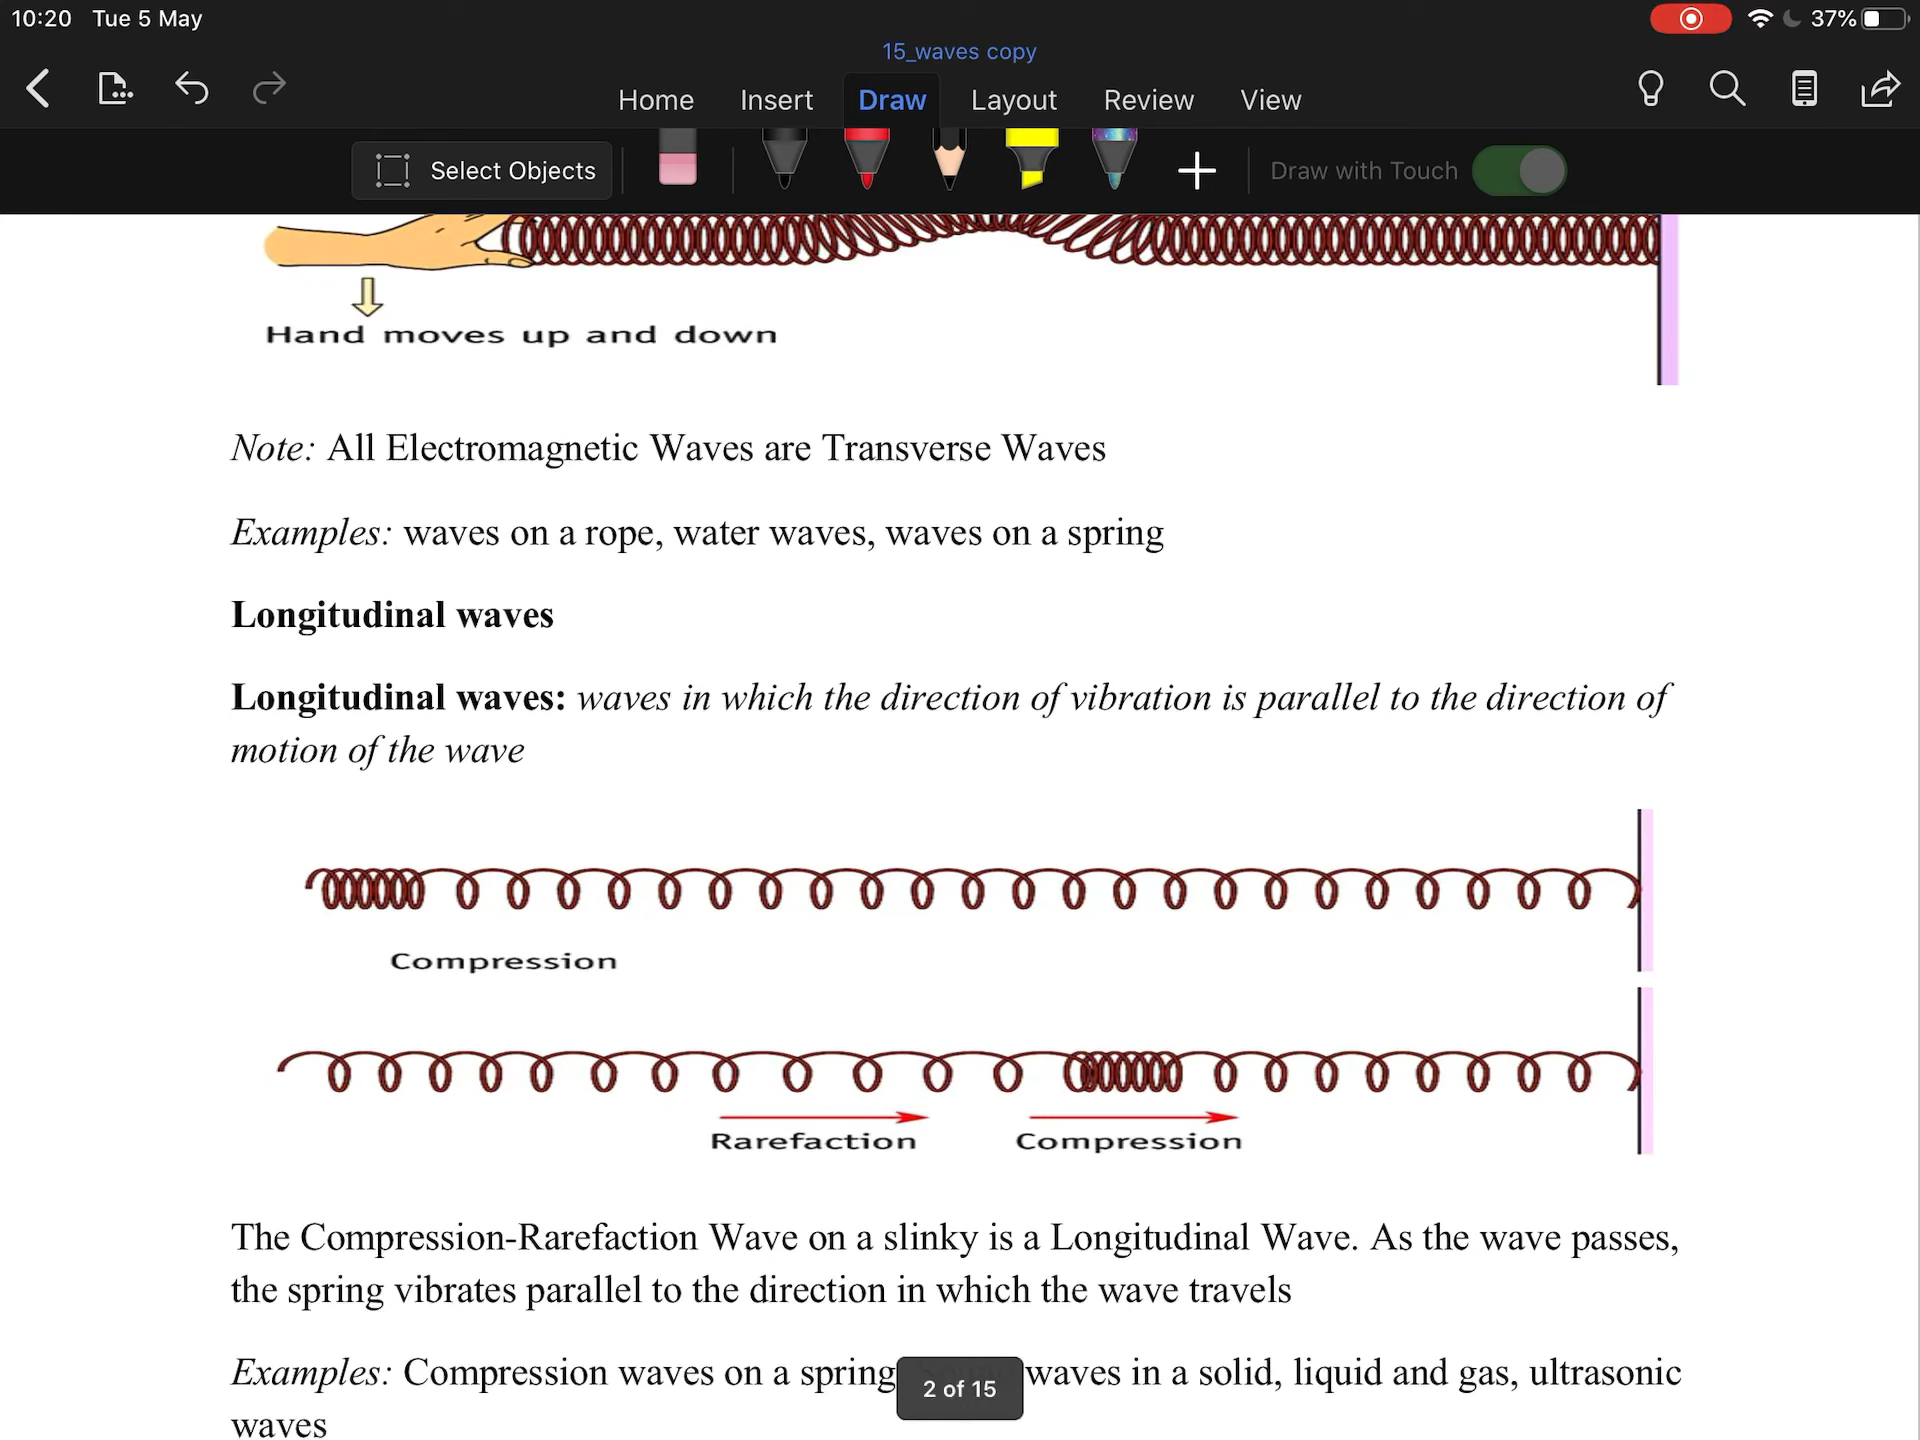 10:20 Tue 5 May
37%
15_waves copy
Home Insert Draw Layout Review View
Select Objects
Draw with Touch
Hand moves up and down
Note: All Electromagnetic Waves are Transverse Waves
Examples: waves on a rope, water waves, waves on a spring
Longitudinal waves
Longitudinal waves: waves in which the direction of vibration is parallel to the direction of
motion of the wave
Compression
Rarefaction Compression
The Compression-Rarefaction Wave on a slinky is a Longitudinal Wave. As the wave passes,
the spring vibrates parallel to the direction in which the wave travels
Examples: Compression waves on a spring waves in a solid, liquid and gas, ultrasonic
2 of 15
waves